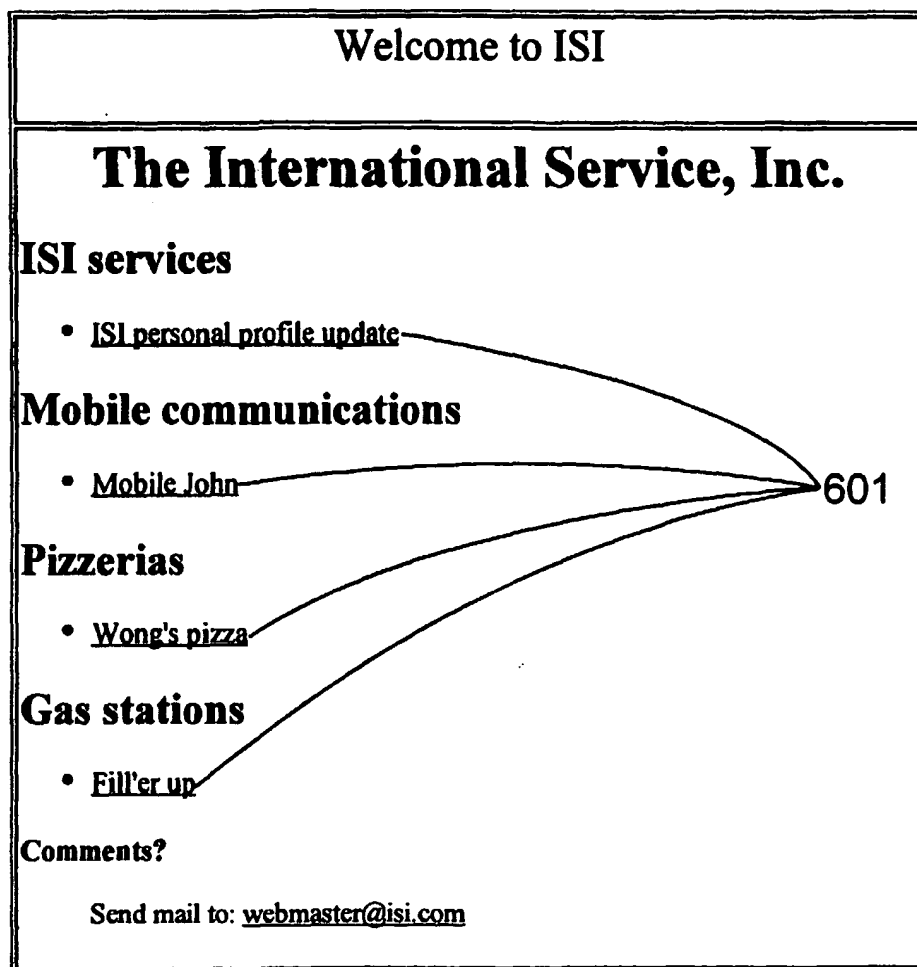 Welcome to ISI
The International Service, Inc.
ISI services
• ISI personal profile update
Mobile communications
• Mobile John
601
Pizzerias
• Wong's pizza
Gas stations
• Fill'er up
Comments?
Send mail to: webmaster@isi.com